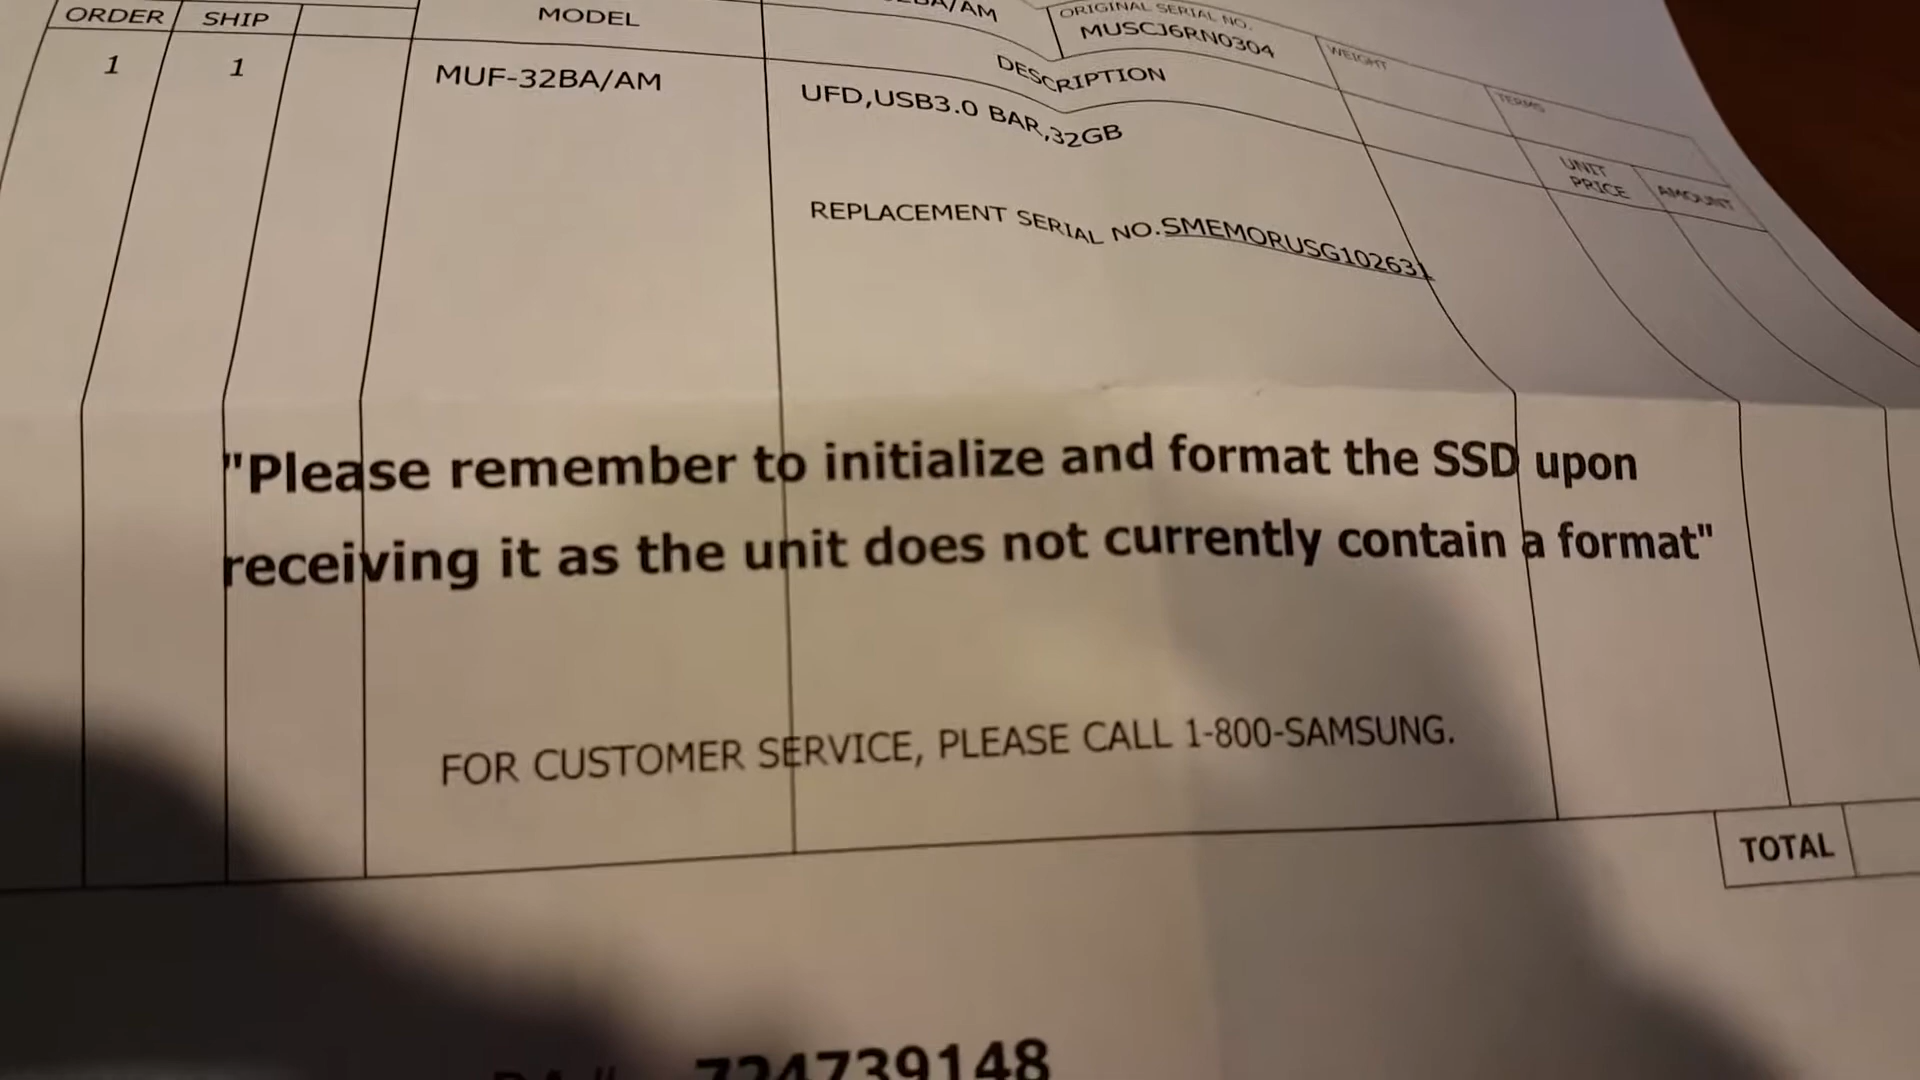 ORDER SHIP MODEL
ORIGINAL SERIAL NO.
MUSCJ6RN0304
WEIGHT
TERMS
DESCRIPTION
UNIT PRICE
AMOUNT
1 1 MUF-32BA/AM UFD,USB3.0 BAR,32GB
REPLACEMENT SERIAL NO.SMEMORUSG102631
"Please remember to initialize and format the SSD upon
receiving it as the unit does not currently contain a format"
FOR CUSTOMER SERVICE, PLEASE CALL 1-800-SAMSUNG.
TOTAL
724739148